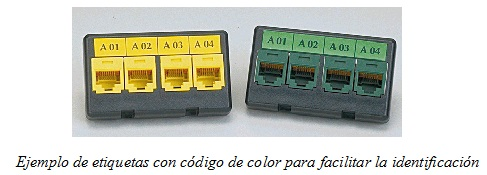 A 01 A 02 A 03 A 04
A 01 A 02 A 03 A 04
Ejemplo de etiquetas con código de color para facilitar la identificación